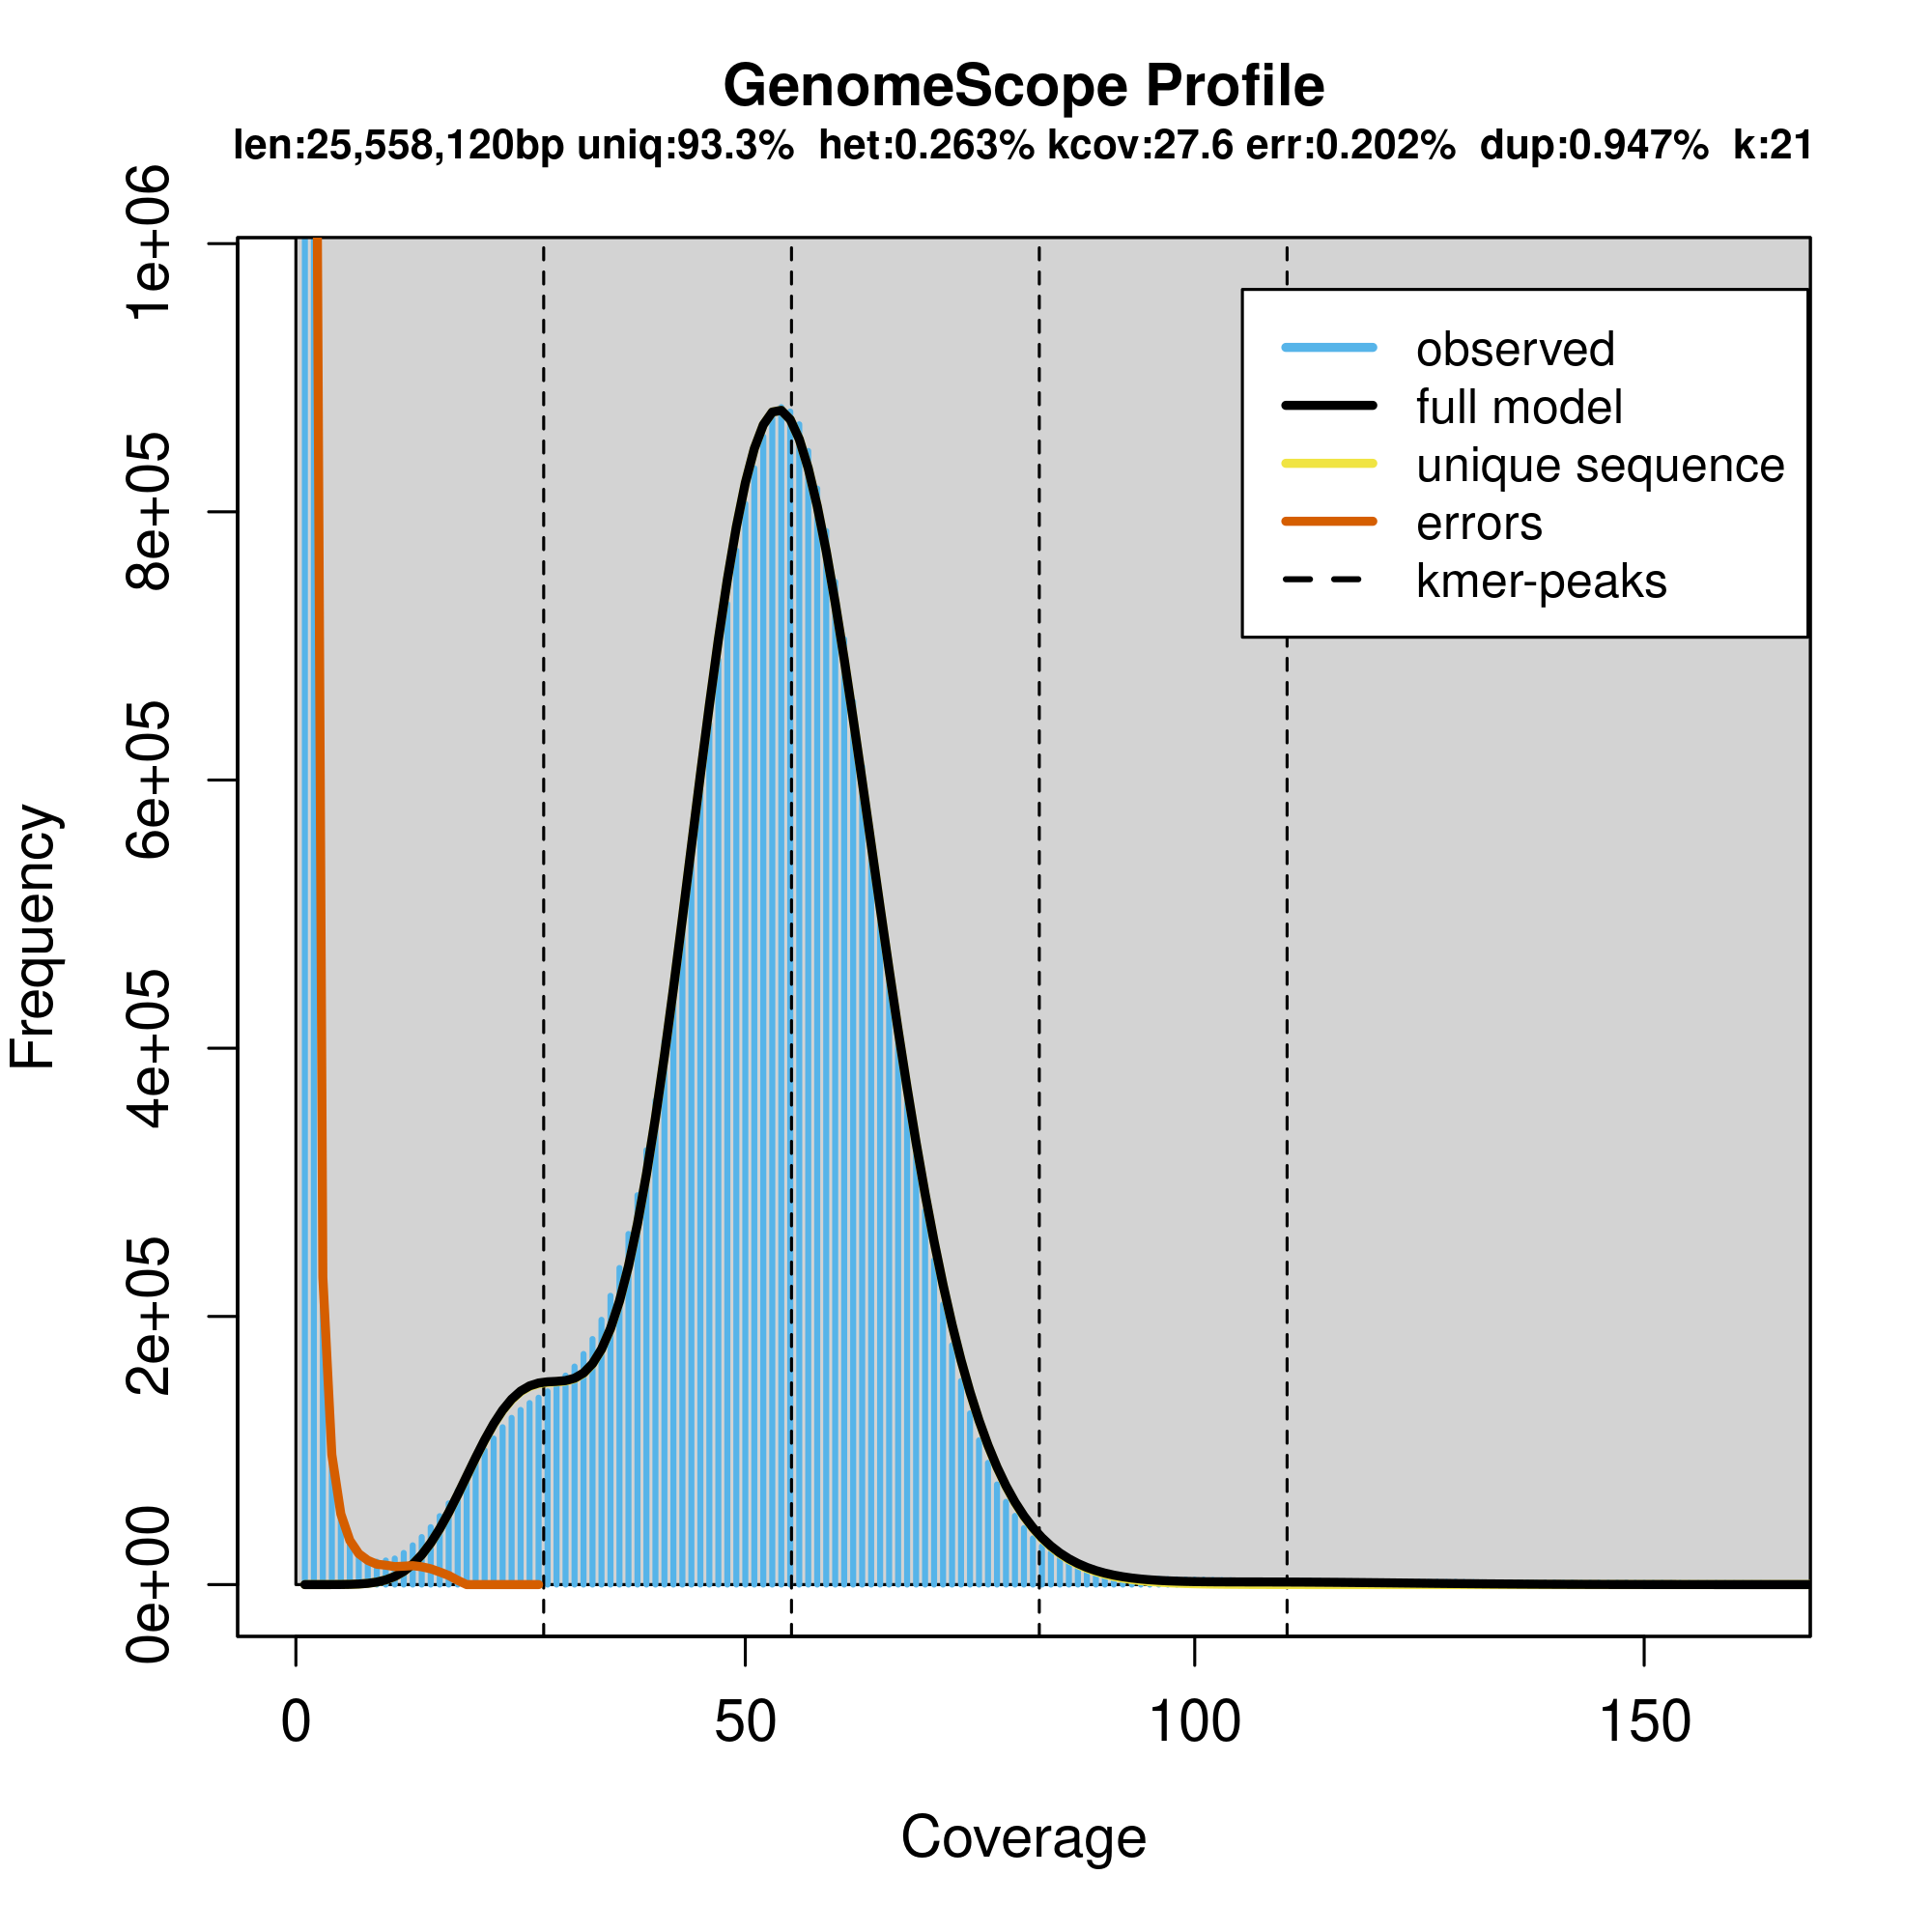 GenomeScope Profile
len:25,558,120bp uniq:93.3% het:0.263% kcov:27.6 err:0.202% dup:0.947% k:21
Frequency
1e+06
8e+05
6e+05
4e+05
2e+05
0e+00
observed
full model
unique sequence
errors
kmer-peaks
0 50 100 150
Coverage